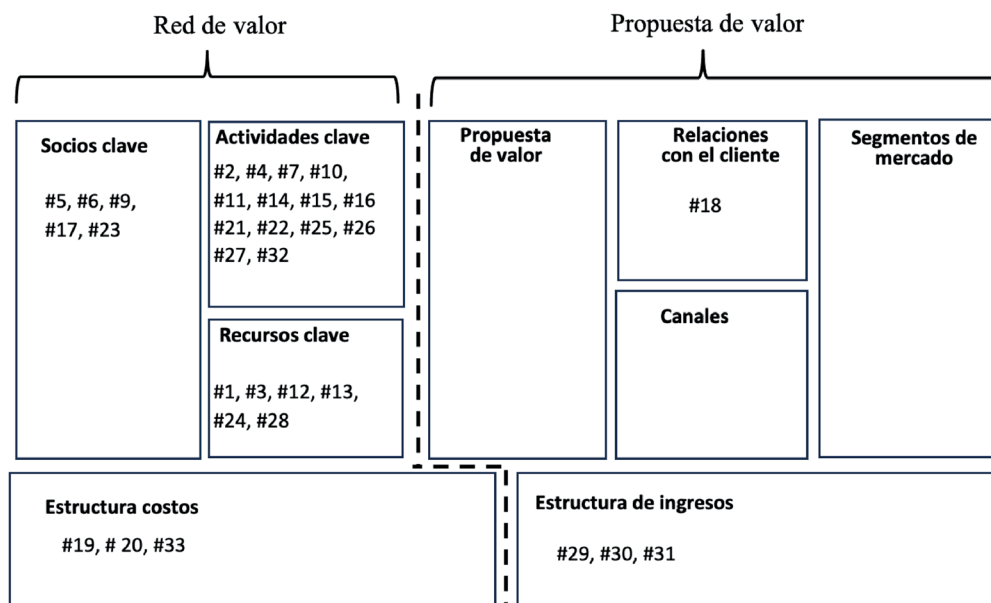 Red de valor
Propuesta de valor
Socios clave
#5, #6, #9,
#17, #23
Actividades clave
#2, #4, #7, #10,
#11, #14, #15, #16
#21, #22, #25, #26
#27, #32
Recursos clave
#1, #3, #12, #13,
#24, #28
Propuesta
de valor
Relaciones
con el cliente
#18
Canales
Segmentos de
mercado
Estructura costos
#19, # 20, #33
Estructura de ingresos
#29, #30, #31